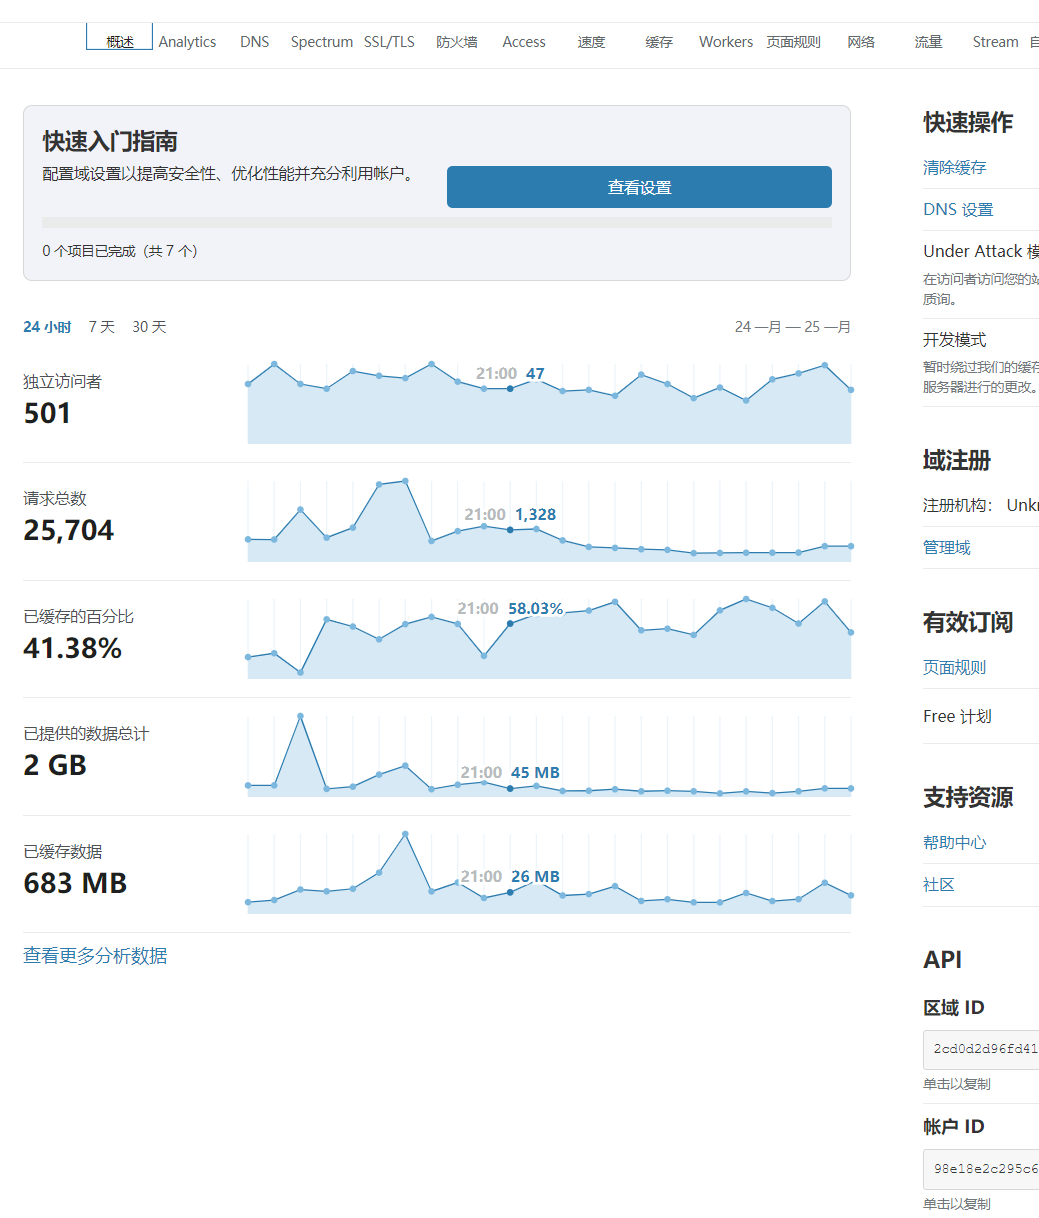 概述 Analytics DNS Spectrum SSL/TLS 防火墙 Access 速度 缓存 Workers 页面规则 网络 流量 Stream 自
快速入门指南
配置域设置以提高安全性、优化性能并充分利用帐户。
查看设置
0 个项目已完成（共 7 个）
24 小时 7 天 30 天
24 一月 — 25 一月
独立访问者
501
21:00 47
请求总数
25,704
21:00 1,328
已缓存的百分比
41.38%
21:00 58.03%
已提供的数据总计
2 GB
21:00 45 MB
已缓存数据
683 MB
21:00 26 MB
查看更多分析数据
快速操作
清除缓存
DNS 设置
Under Attack 模
在访问者访问您的站
质询。
开发模式
暂时绕过我们的缓存
服务器进行的更改。
域注册
注册机构： Unkn
管理域
有效订阅
页面规则
Free 计划
支持资源
帮助中心
社区
API
区域 ID
2cd0d2d96fd41
单击以复制
帐户 ID
98e18e2c295c6
单击以复制